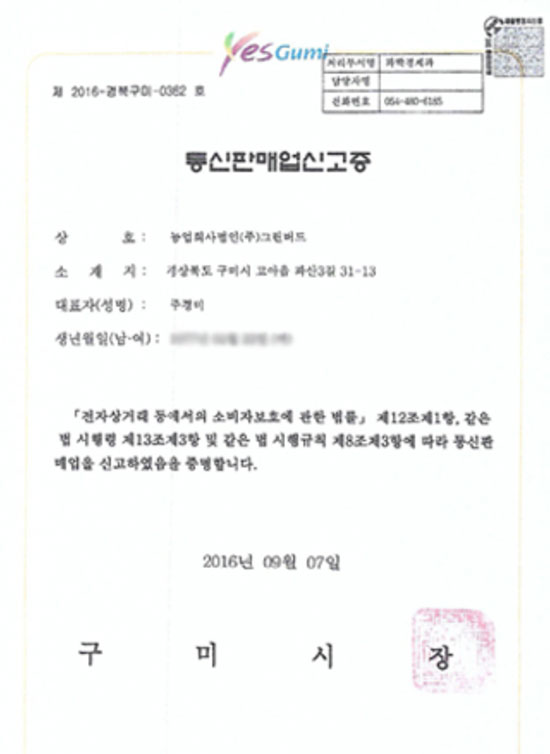 Yes Gumi
처리부서명 과학경제과
담당자명
전화번호 054-480-6165
제 2016-경북구미-0362 호
통신판매업신고증
상 호 : 농업회사법인(주)그린버드
소 재 지 : 경상북도 구미시 고아읍 파산3길 31-13
대표자(성명) : 주경미
생년월일(남·여) :
「전자상거래 등에서의 소비자보호에 관한 법률」 제12조제1항, 같은
법 시행령 제13조제3항 및 같은 법 시행규칙 제8조제3항에 따라 통신판
매업을 신고하였음을 증명합니다.
2016년 09월 07일
구 미 시 장